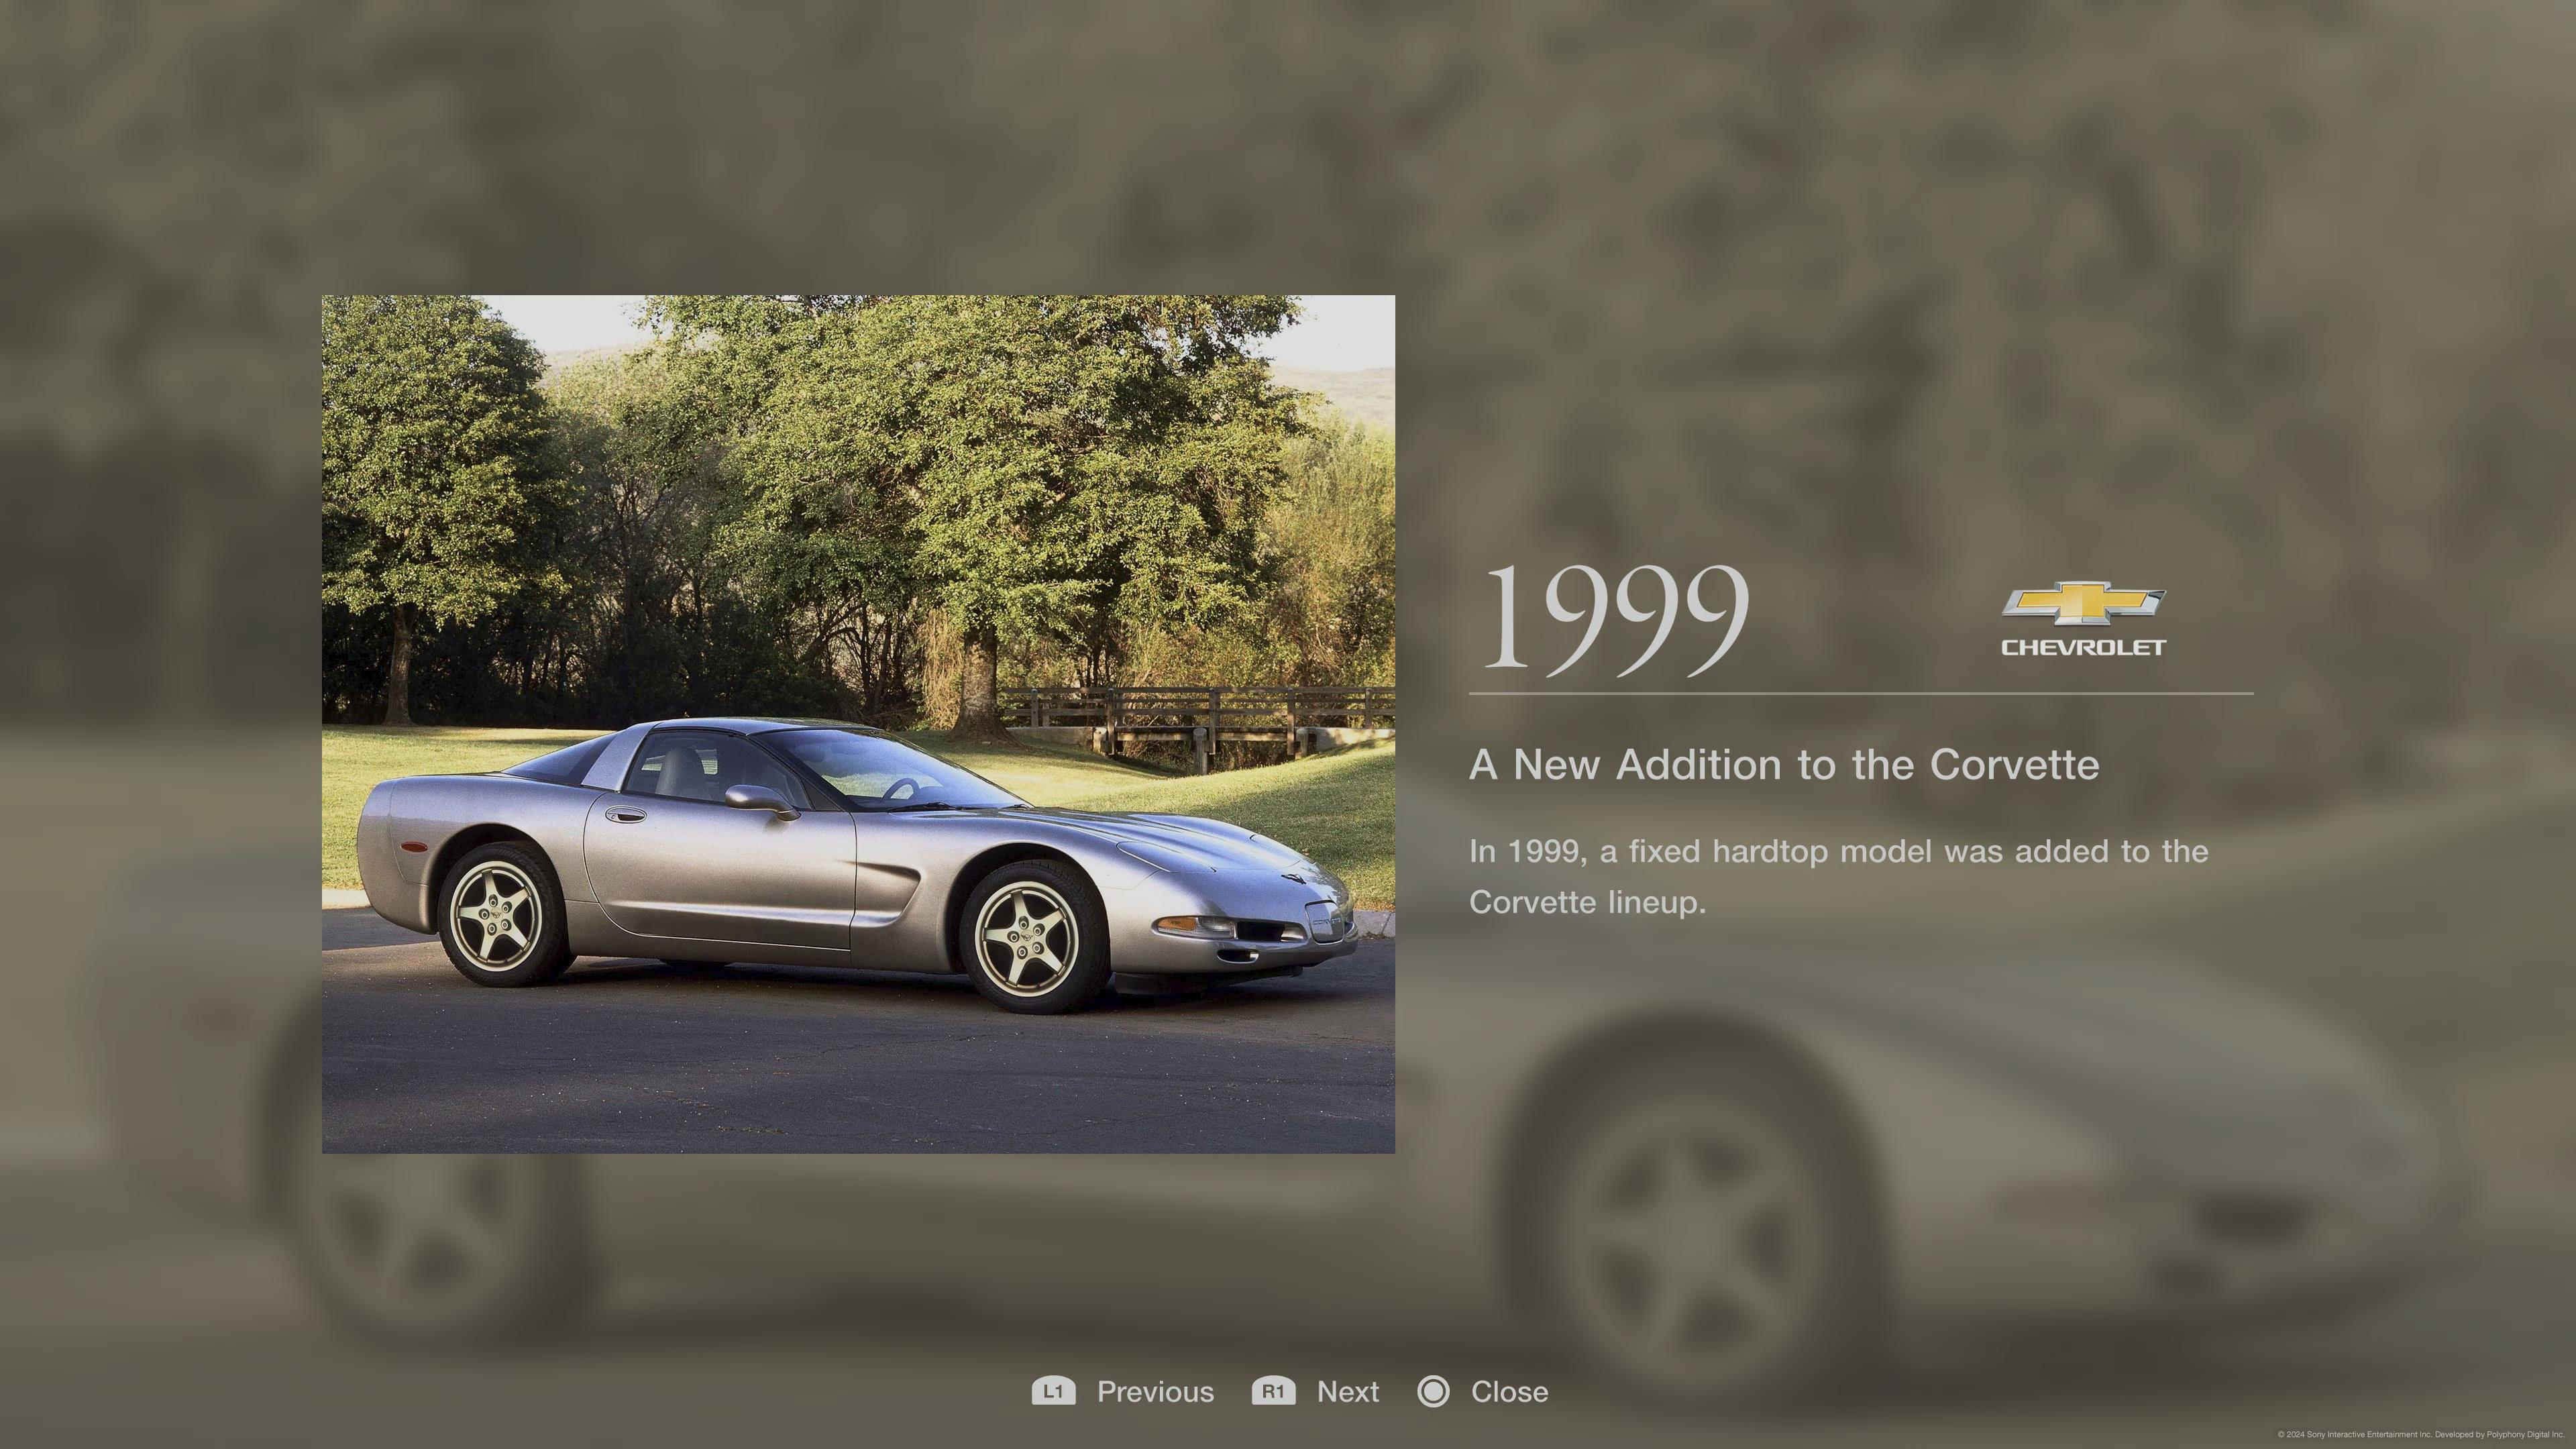 1999
CHEVROLET
A New Addition to the Corvette
In 1999, a fixed hardtop model was added to the
Corvette lineup.
L1 Previous R1 Next Close
© 2024 Sony Interactive Entertainment Inc. Developed by Polyphony Digital Inc.